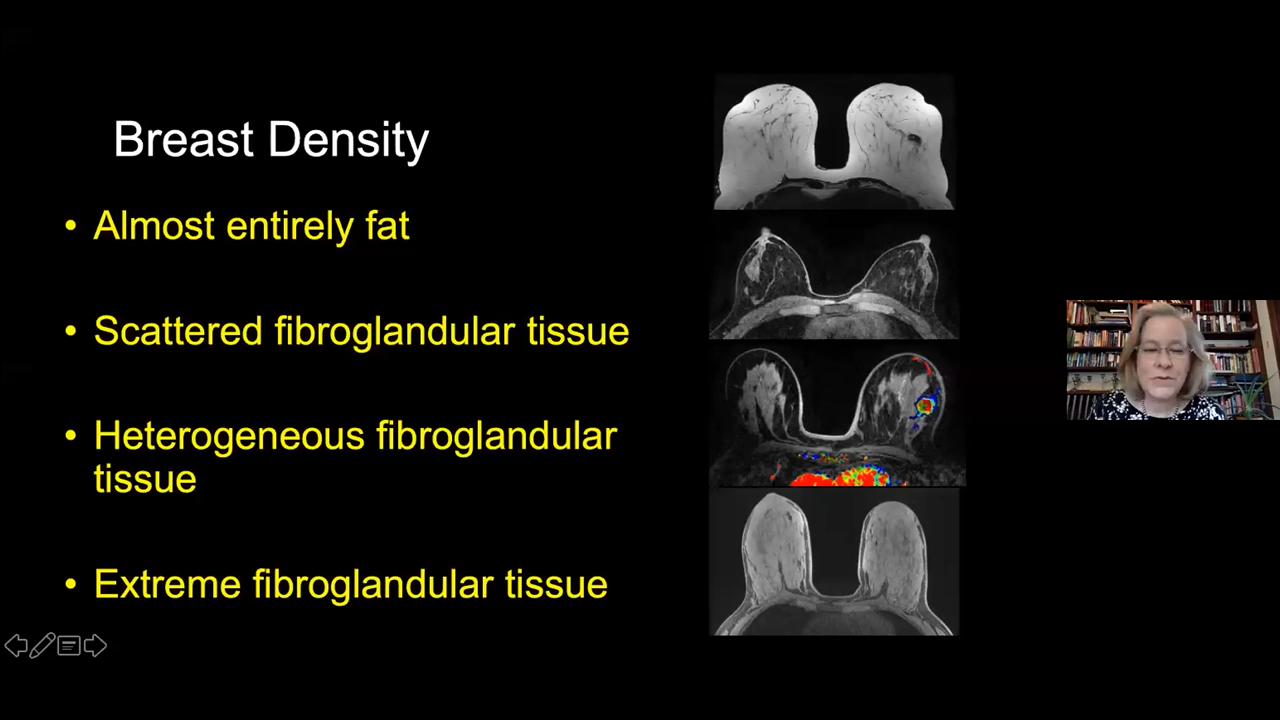 Breast Density
• Almost entirely fat
• Scattered fibroglandular tissue
• Heterogeneous fibroglandular
tissue
• Extreme fibroglandular tissue